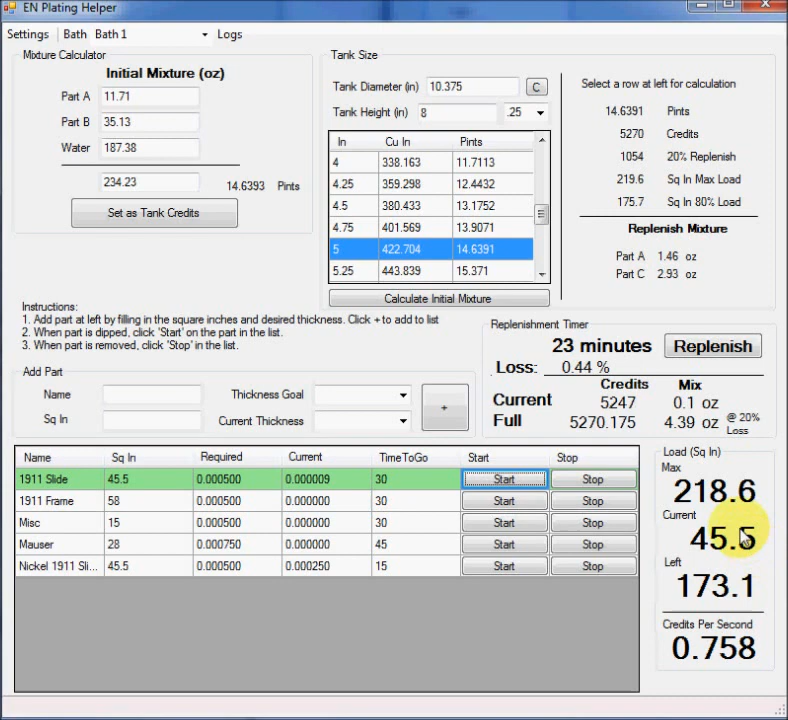 EN Plating Helper
Settings Bath Bath 1 Logs
Mixture Calculator
Initial Mixture (oz)
Part A 11.71
Part B 35.13
Water 187.38
234.23 14.6393 Pints
Set as Tank Credits
Tank Size
Tank Diameter (in) 10.375 C
Tank Height (in) 8 .25
In Cu In Pints
4 338.163 11.7113
4.25 359.298 12.4432
4.5 380.433 13.1752
4.75 401.569 13.9071
5 422.704 14.6391
5.25 443.839 15.371
Calculate Initial Mixture
Select a row at left for calculation
14.6391 Pints
5270 Credits
1054 20% Replenish
219.6 Sq In Max Load
175.7 Sq In 80% Load
Replenish Mixture
Part A 1.46 oz
Part C 2.93 oz
Instructions:
1. Add part at left by filling in the square inches and desired thickness. Click + to add to list
2. When part is dipped, click 'Start' on the part in the list.
3. When part is removed, click 'Stop' in the list.
Replenishment Timer
23 minutes Replenish
Loss: 0.44 %
Credits Mix
Current 5247 0.1 oz
Full 5270.175 4.39 oz @ 20% Loss
Add Part
Name Thickness Goal
Sq In Current Thickness
+
Name Sq In Required Current TimeToGo Start Stop
1911 Slide 45.5 0.000500 0.000009 30 Start Stop
1911 Frame 58 0.000500 0.000000 30 Start Stop
Misc 15 0.000500 0.000000 30 Start Stop
Mauser 28 0.000750 0.000000 45 Start Stop
Nickel 1911 Sli... 45.5 0.000500 0.000250 15 Start Stop
Load (Sq In)
Max
218.6
Current
45.5
Left
173.1
Credits Per Second
0.758